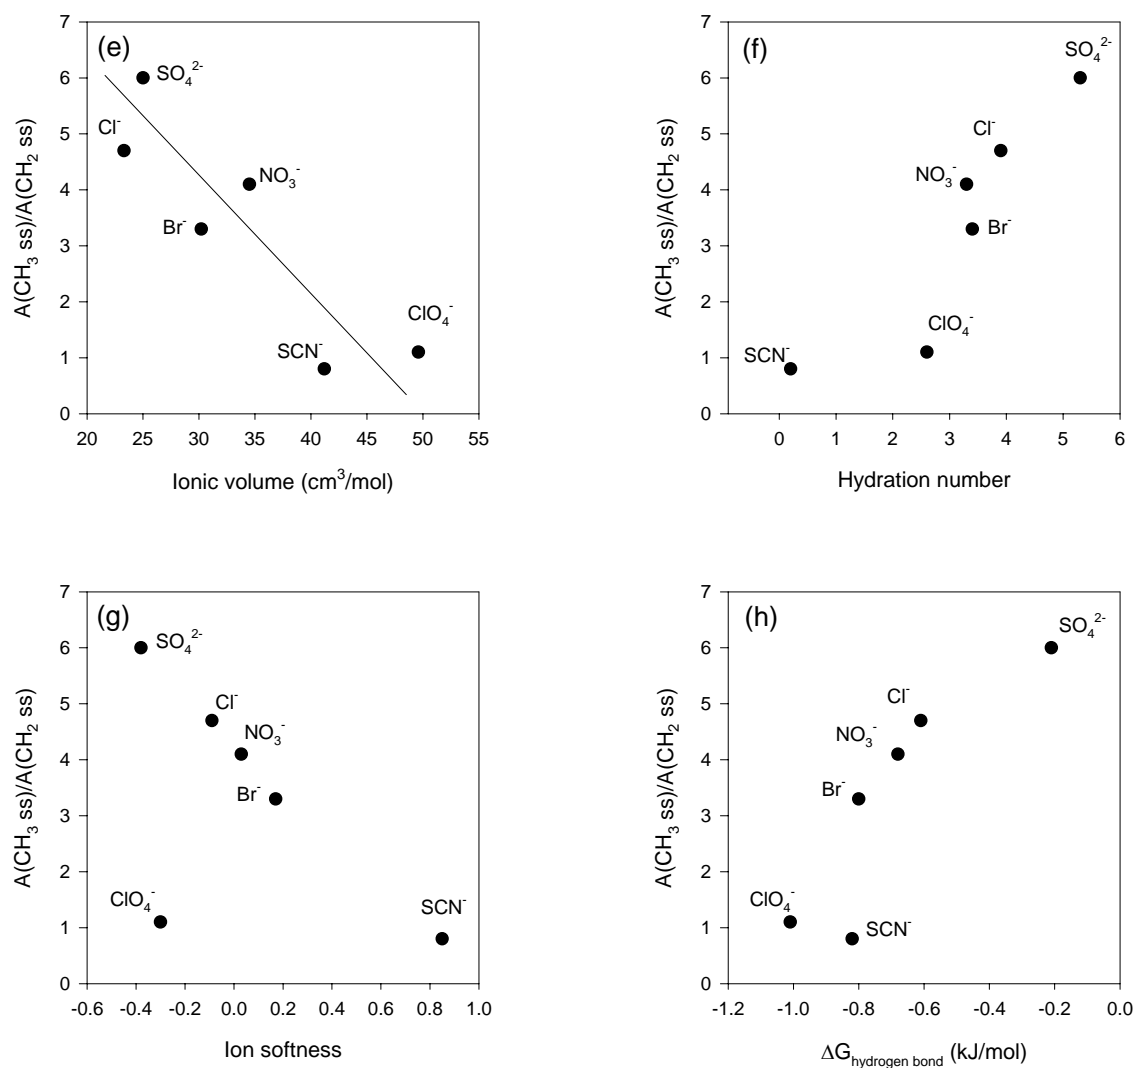 (e)
A(CH3 ss)/A(CH2 ss)
7
6
5
4
3
2
1
0
SO4 2-
Cl-
NO3-
Br-
ClO4-
SCN-
20 25 30 35 40 45 50 55
Ionic volume (cm3/mol)
(f)
A(CH3 ss)/A(CH2 ss)
7
6
5
4
3
2
1
0
SO4 2-
Cl-
NO3-
Br-
ClO4-
SCN-
0 1 2 3 4 5 6
Hydration number
(g)
A(CH3 ss)/A(CH2 ss)
7
6
5
4
3
2
1
0
SO4 2-
Cl-
NO3-
Br-
ClO4-
SCN-
-0.6 -0.4 -0.2 0.0 0.2 0.4 0.6 0.8 1.0
Ion softness
(h)
A(CH3 ss)/A(CH2 ss)
7
6
5
4
3
2
1
0
SO4 2-
Cl-
NO3-
Br-
ClO4-
SCN-
-1.2 -1.0 -0.8 -0.6 -0.4 -0.2 0.0
ΔGhydrogen bond (kJ/mol)